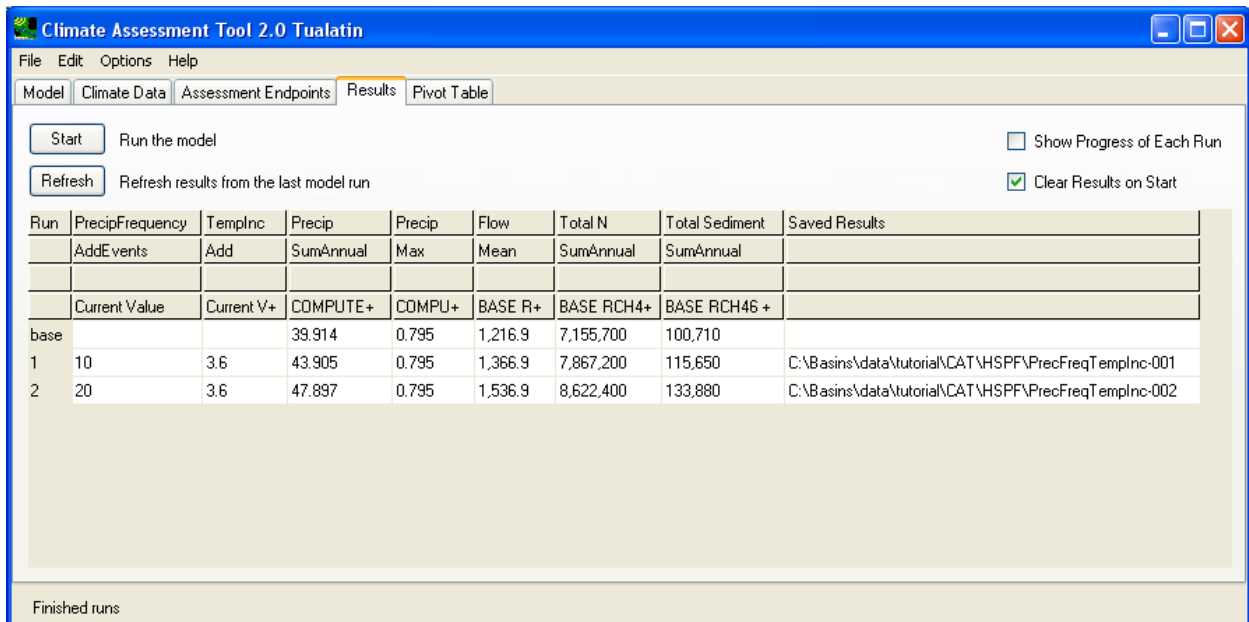 Climate Assessment Tool 2.0 Tualatin
File Edit Options Help
Model Climate Data Assessment Endpoints Results Pivot Table
Start Run the model Show Progress of Each Run
Refresh Refresh results from the last model run Clear Results on Start
Run PrecipFrequency TempInc Precip Precip Flow Total N Total Sediment Saved Results
AddEvents Add SumAnnual Max Mean SumAnnual SumAnnual
Current Value Current V+ COMPUTE+ COMPU+ BASE R+ BASE RCH4+ BASE RCH46 +
base 39.914 0.795 1,216.9 7,155,700 100,710
1 10 3.6 43.905 0.795 1,366.9 7,867,200 115,650 C:\Basins\data\tutorial\CAT\HSPF\PrecFreqTempInc-001
2 20 3.6 47.897 0.795 1,536.9 8,622,400 133,880 C:\Basins\data\tutorial\CAT\HSPF\PrecFreqTempInc-002
Finished runs